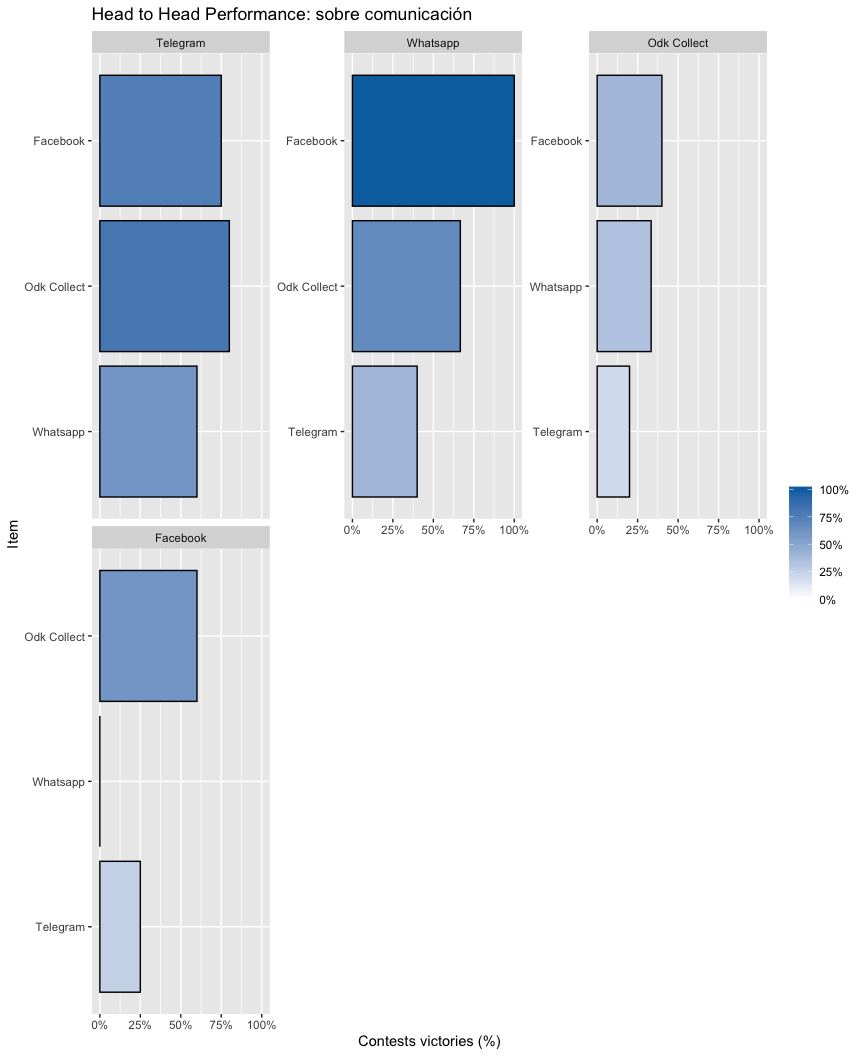 Head to Head Performance: sobre comunicación
Telegram
Whatsapp
Odk Collect
Facebook
Odk Collect
Whatsapp
Facebook
Odk Collect
Telegram
Facebook
Whatsapp
Telegram
0% 25% 50% 75% 100%
0% 25% 50% 75% 100%
Facebook
Odk Collect
Whatsapp
Telegram
0% 25% 50% 75% 100%
Item
Contests victories (%)
100%
75%
50%
25%
0%